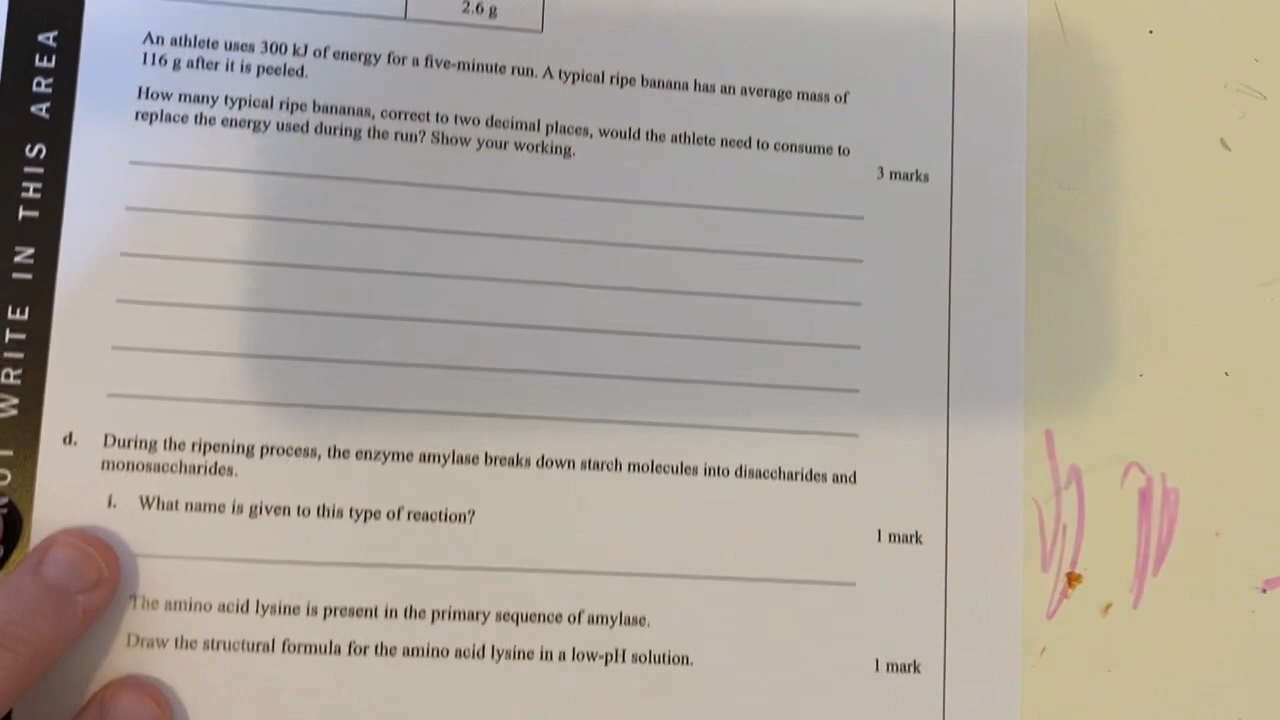 2.6 g
An athlete uses 300 kJ of energy for a five-minute run. A typical ripe banana has an average mass of
116 g after it is peeled.
How many typical ripe bananas, correct to two decimal places, would the athlete need to consume to
replace the energy used during the run? Show your working.
3 marks
d. During the ripening process, the enzyme amylase breaks down starch molecules into disaccharides and
monosaccharides.
i. What name is given to this type of reaction?
1 mark
The amino acid lysine is present in the primary sequence of amylase.
Draw the structural formula for the amino acid lysine in a low-pH solution.
1 mark
WRITE IN THIS AREA